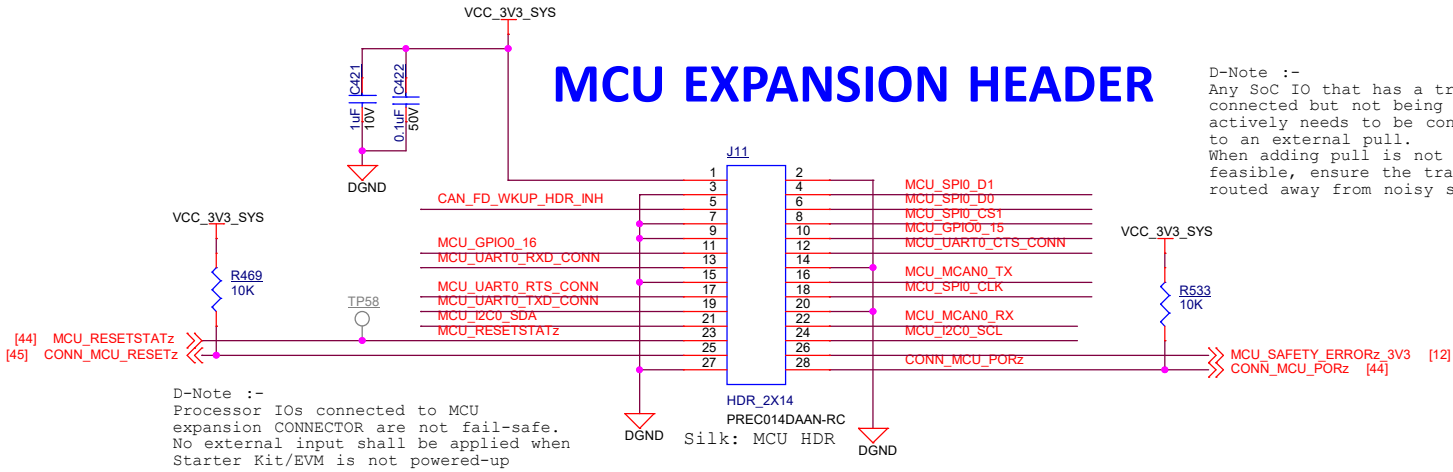 VCC_3V3_SYS
MCU EXPANSION HEADER
C421
1uF
10V
C422
0.1uF
50V
DGND
D-Note :-
Any SoC IO that has a tr
connected but not being
actively needs to be con
to an external pull.
When adding pull is not
feasible, ensure the tra
routed away from noisy s
J11
1 2
3 4 MCU_SPI0_D1
CAN_FD_WKUP_HDR_INH 5 6 MCU_SPI0_D0
7 8 MCU_SPI0_CS1
9 10 MCU_GPIO0_15
MCU_GPIO0_16 11 12 MCU_UART0_CTS_CONN
MCU_UART0_RXD_CONN 13 14
15 16 MCU_MCAN0_TX
MCU_UART0_RTS_CONN 17 18 MCU_SPI0_CLK
MCU_UART0_TXD_CONN 19 20
MCU_I2C0_SDA 21 22 MCU_MCAN0_RX
MCU_RESETSTATz 23 24 MCU_I2C0_SCL
25 26
27 28 CONN_MCU_PORz
HDR_2X14
PREC014DAAN-RC
Silk: MCU HDR
DGND
DGND
VCC_3V3_SYS
R469
10K
TP58
[44] MCU_RESETSTATz
[45] CONN_MCU_RESETz
VCC_3V3_SYS
R533
10K
MCU_SAFETY_ERRORz_3V3 [12]
CONN_MCU_PORz [44]
D-Note :-
Processor IOs connected to MCU
expansion CONNECTOR are not fail-safe.
No external input shall be applied when
Starter Kit/EVM is not powered-up